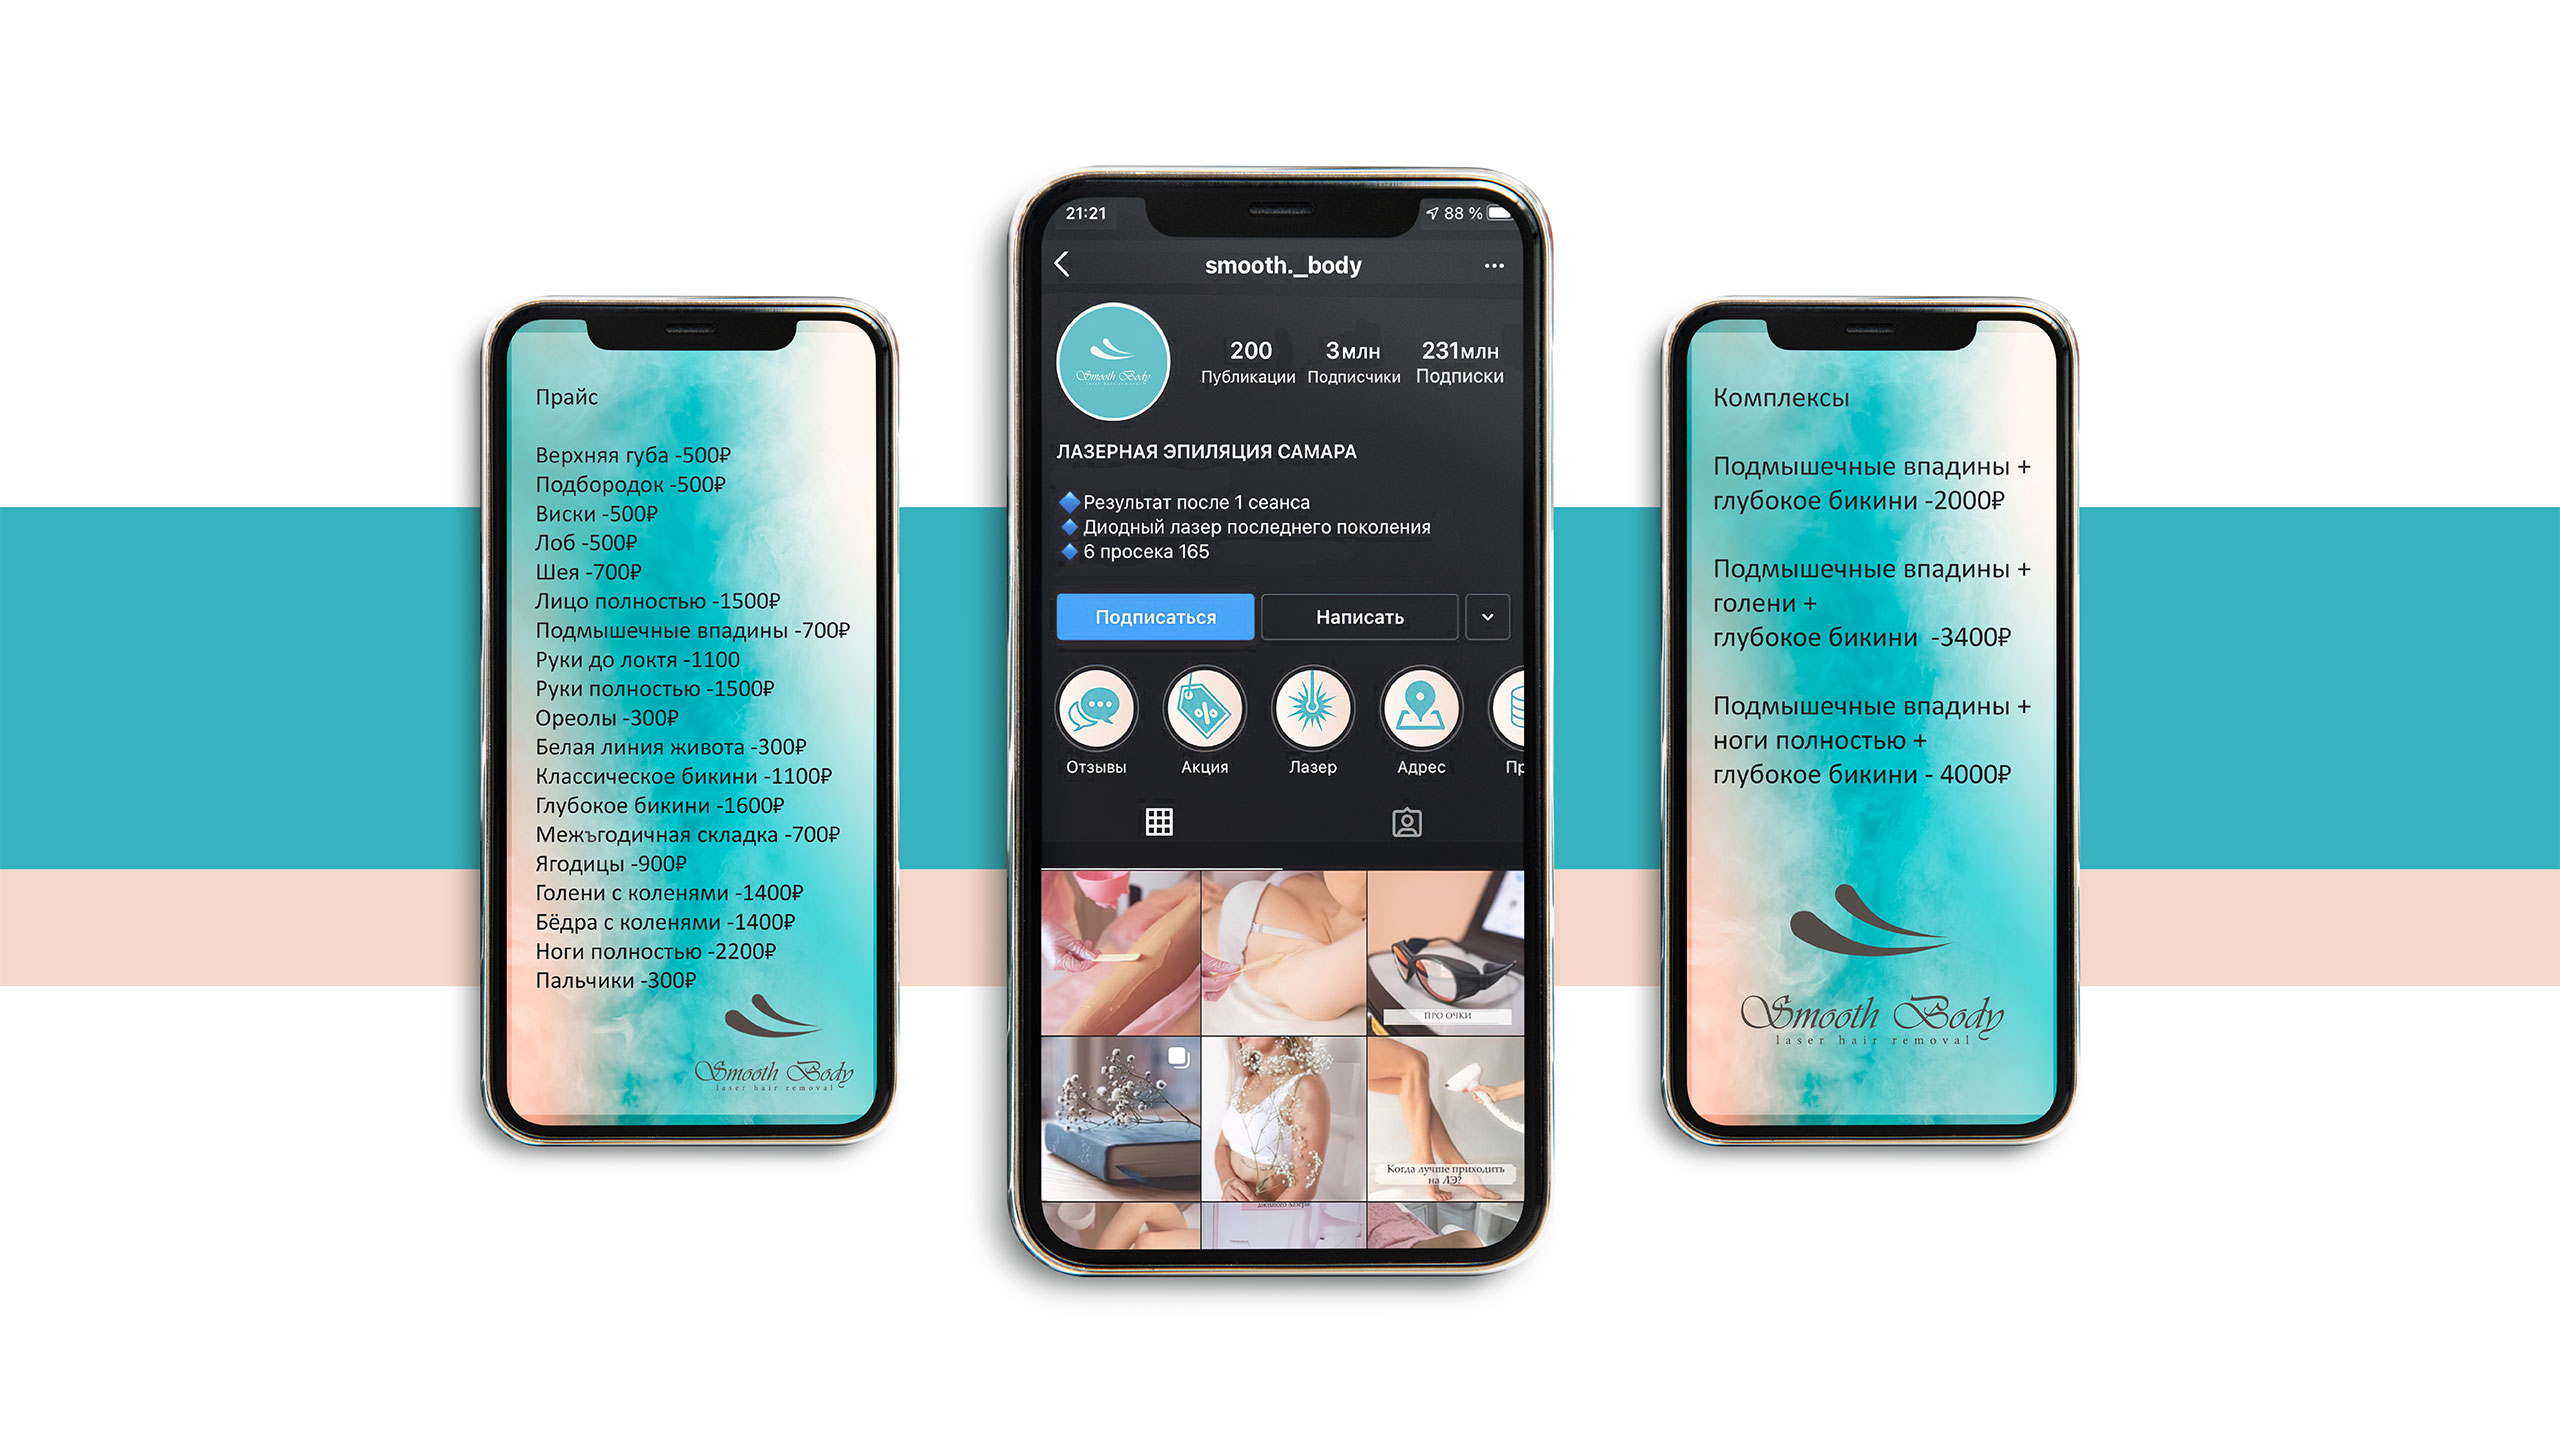 Прайс
Верхняя губа -500₽
Подбородок -500₽
Виски -500₽
Лоб -500₽
Шея -700₽
Лицо полностью -1500₽
Подмышечные впадины -700₽
Руки до локтя -1100
Руки полностью -1500₽
Ореолы -300₽
Белая линия живота -300₽
Классическое бикини -1100₽
Глубокое бикини -1600₽
Межъгодичная складка -700₽
Ягодицы -900₽
Голени с коленями -1400₽
Бёдра с коленями -1400₽
Ноги полностью -2200₽
Пальчики -300₽
Smooth Body
laser hair removal
21:21 88 %
smooth._body
Smooth Body
laser hair removal
200 3млн 231млн
Публикации Подписчики Подписки
ЛАЗЕРНАЯ ЭПИЛЯЦИЯ САМАРА
Результат после 1 сеанса
Диодный лазер последнего поколения
6 просека 165
Подписаться Написать
Отзывы Акция Лазер Адрес Пр
ПРО ОЧКИ
Когда лучше приходить
на ЛЭ?
Комплексы
Подмышечные впадины +
глубокое бикини -2000₽
Подмышечные впадины +
голени +
глубокое бикини -3400₽
Подмышечные впадины +
ноги полностью +
глубокое бикини - 4000₽
Smooth Body
laser hair removal